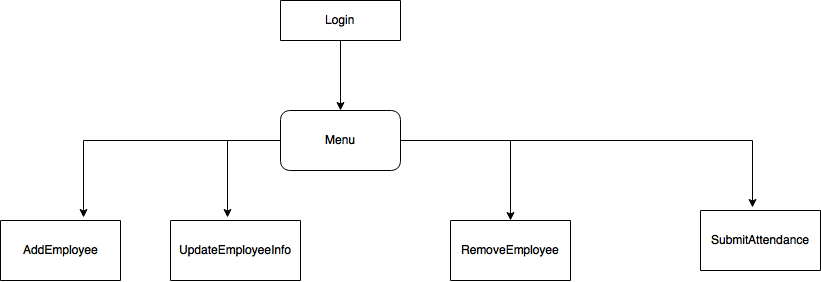 Login
Menu
AddEmployee
UpdateEmployeeInfo
RemoveEmployee
SubmitAttendance